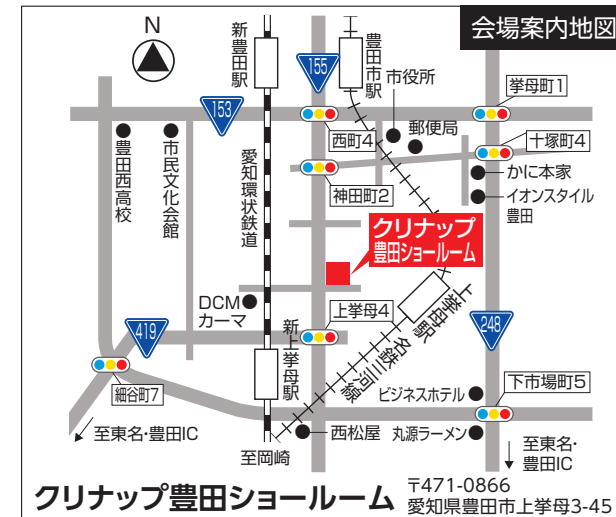 会場案内地図
N
新豊田駅
155
豊田市駅
市役所
挙母町1
153
西町4
郵便局
十塚町4
豊田西高校
市民文化会館
愛知環状鉄道
神田町2
かに本家
イオンスタイル
豊田
クリナップ
豊田ショールーム
DCM
カーマ
新上挙母駅
上挙母4
上挙母駅
名鉄三河線
419
248
細谷町7
ビジネスホテル
下市場町5
至東名・豊田IC
西松屋
丸源ラーメン
至岡崎
至東名・
豊田IC
クリナップ豊田ショールーム
〒471-0866
愛知県豊田市上挙母3-45